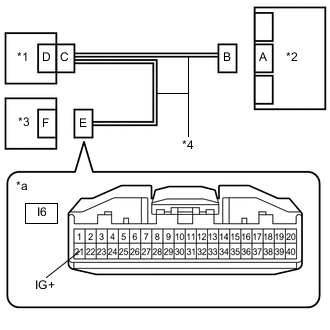 *1
D
C
B
A
*2
*3
F
E
*4
*a
I6
1 2 3 4 5 6 7 8 9 10 11 12 13 14 15 16 17 18 19 20
21 22 23 24 25 26 27 28 29 30 31 32 33 34 35 36 37 38 39 40
IG+